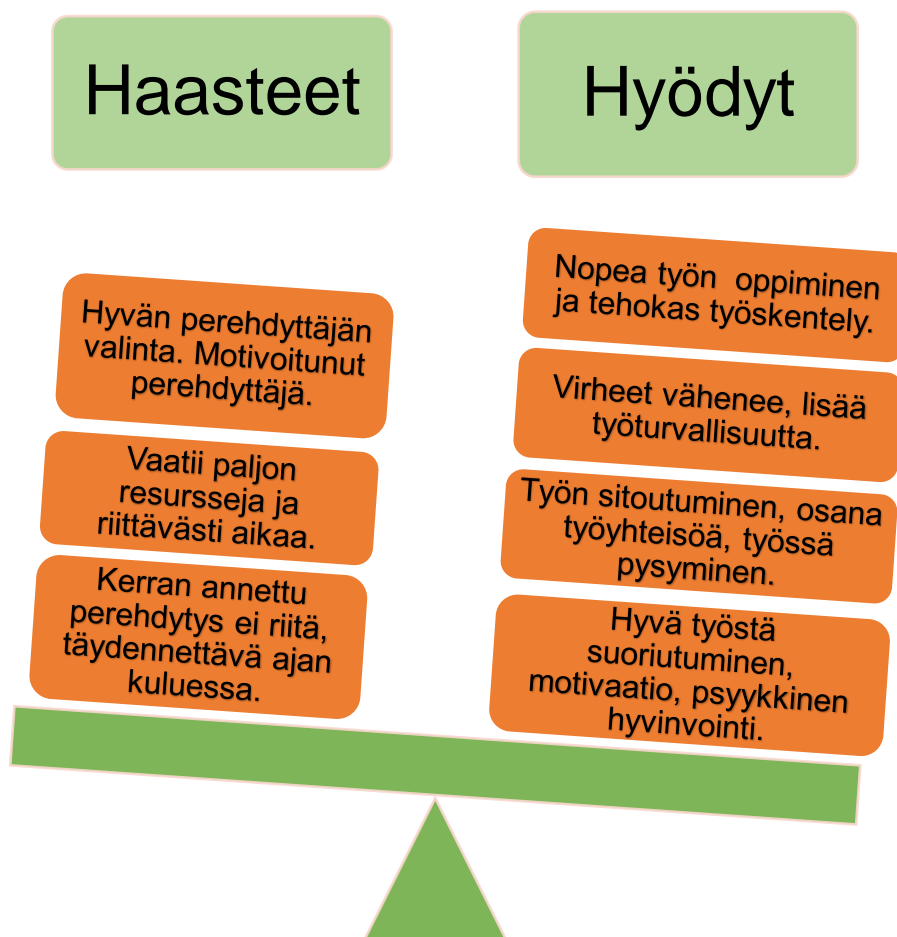 Haasteet
Hyvän perehdyttäjän
valinta. Motivoitunut
perehdyttäjä.
Vaatii paljon
resursseja ja
riittävästi aikaa.
Kerran annettu
perehdytys ei riitä,
täydennettävä ajan
kuluessa.
Hyödyt
Nopea työn  oppiminen
ja tehokas työskentely.
Virheet vähenee, lisää
työturvallisuutta.
Työn sitoutuminen, osana
työyhteisöä, työssä
pysyminen.
Hyvä työstä
suoriutuminen,
motivaatio, psyykkinen
hyvinvointi.